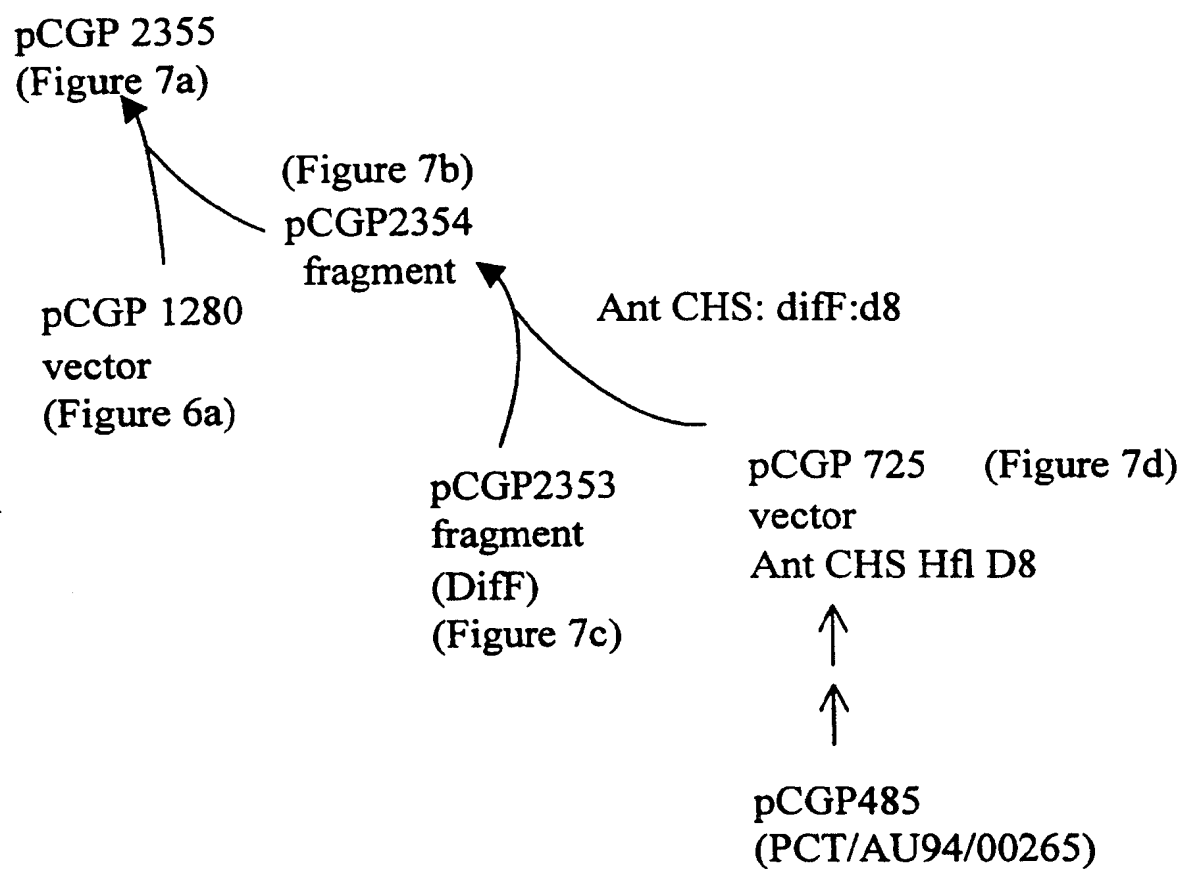 pCGP 2355
(Figure 7a)
(Figure 7b)
pCGP2354
fragment
pCGP 1280
vector
(Figure 6a)
Ant CHS: difF:d8
pCGP2353
fragment
(DifF)
(Figure 7c)
pCGP 725 (Figure 7d)
vector
Ant CHS Hfl D8
pCGP485
(PCT/AU94/00265)